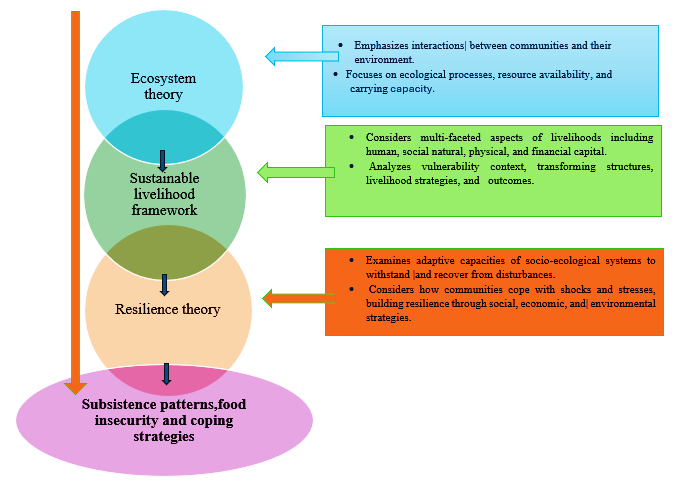 Ecosystem
theory
• Emphasizes interactions| between communities and their
environment.
• Focuses on ecological processes, resource availability, and
carrying capacity.
Sustainable
livelihood
framework
• Considers multi-faceted aspects of livelihoods including
human, social natural, physical, and financial capital.
• Analyzes vulnerability context, transforming structures,
livelihood strategies, and outcomes.
Resilience theory
• Examines adaptive capacities of socio-ecological systems to
withstand |and recover from disturbances.
• Considers how communities cope with shocks and stresses,
building resilience through social, economic, and| environmental
strategies.
Subsistence patterns,food
insecurity and coping
strategies